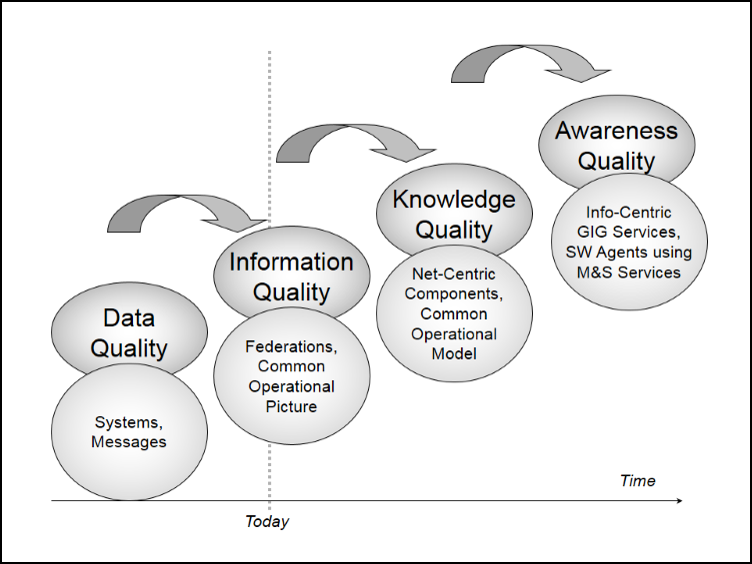 Awareness
Quality
Info-Centric
GIG Services,
SW Agents using
M&S Services
Knowledge
Quality
Net-Centric
Components,
Common
Operational
Model
Information
Quality
Federations,
Common
Operational
Picture
Data
Quality
Systems,
Messages
Time
Today